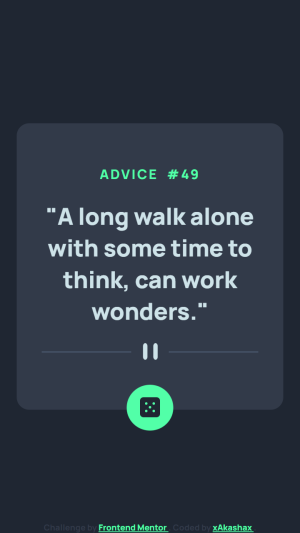 ADVICE #49
"A long walk alone
with some time to
think, can work
wonders."
Challenge by Frontend Mentor . Coded by xAkashax